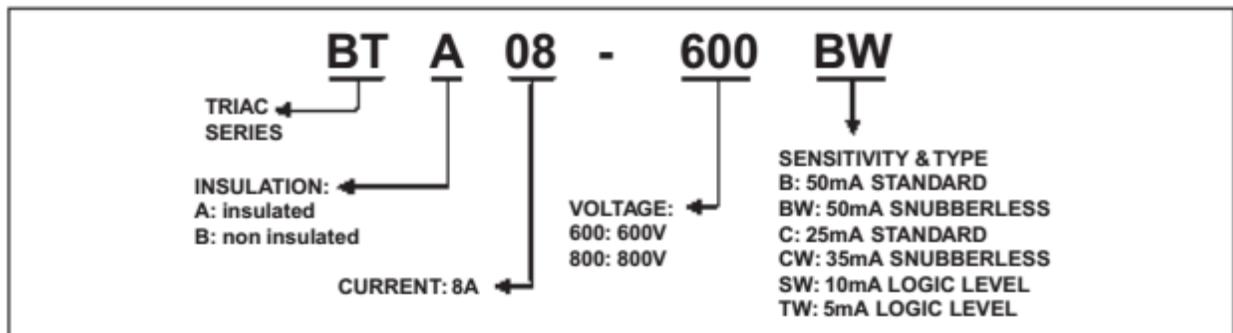 BT A 08 - 600 BW
TRIAC
SERIES
INSULATION:
A: insulated
B: non insulated
CURRENT: 8A
VOLTAGE:
600: 600V
800: 800V
SENSITIVITY & TYPE
B: 50mA STANDARD
BW: 50mA SNUBBERLESS
C: 25mA STANDARD
CW: 35mA SNUBBERLESS
SW: 10mA LOGIC LEVEL
TW: 5mA LOGIC LEVEL